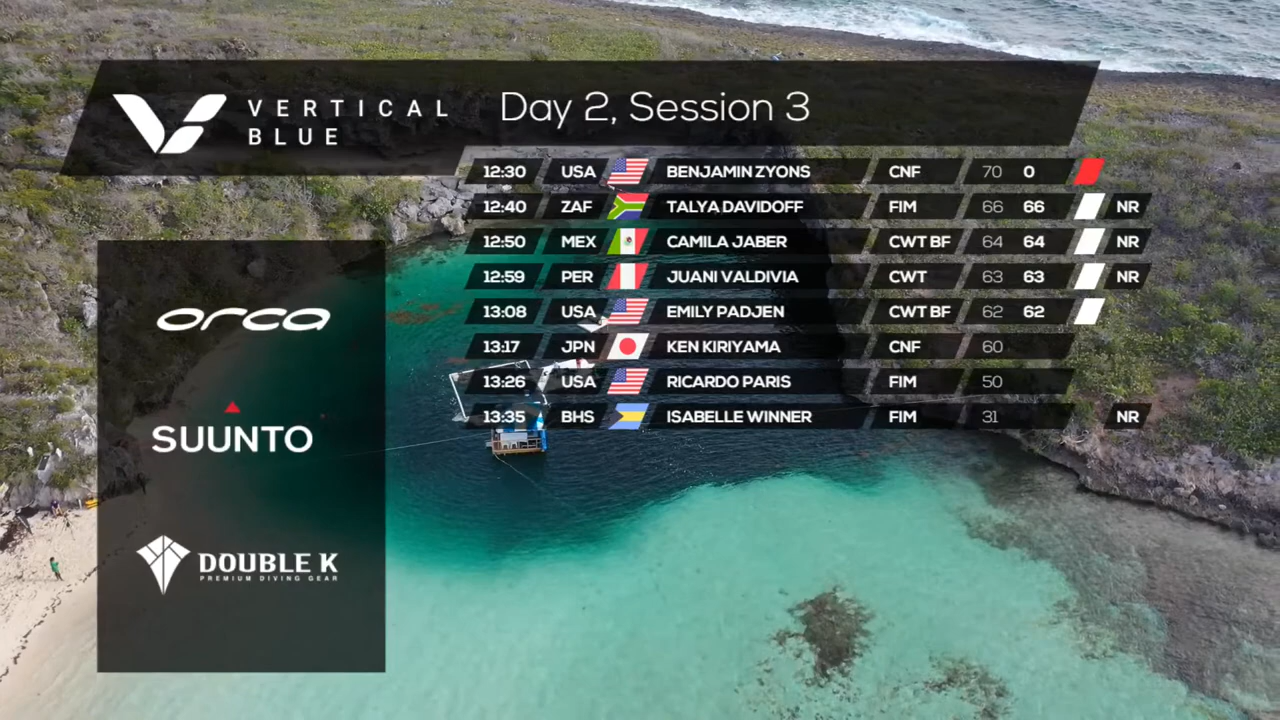 VERTICAL
BLUE
Day 2, Session 3
12:30 USA BENJAMIN ZYONS CNF 70 0
12:40 ZAF TALYA DAVIDOFF FIM 66 66 NR
12:50 MEX CAMILA JABER CWT BF 64 64 NR
12:59 PER JUANI VALDIVIA CWT 63 63 NR
13:08 USA EMILY PADJEN CWT BF 62 62
13:17 JPN KEN KIRIYAMA CNF 60
13:26 USA RICARDO PARIS FIM 50
13:35 BHS ISABELLE WINNER FIM 31 NR
orca
SUUNTO
DOUBLE K
PREMIUM DIVING GEAR